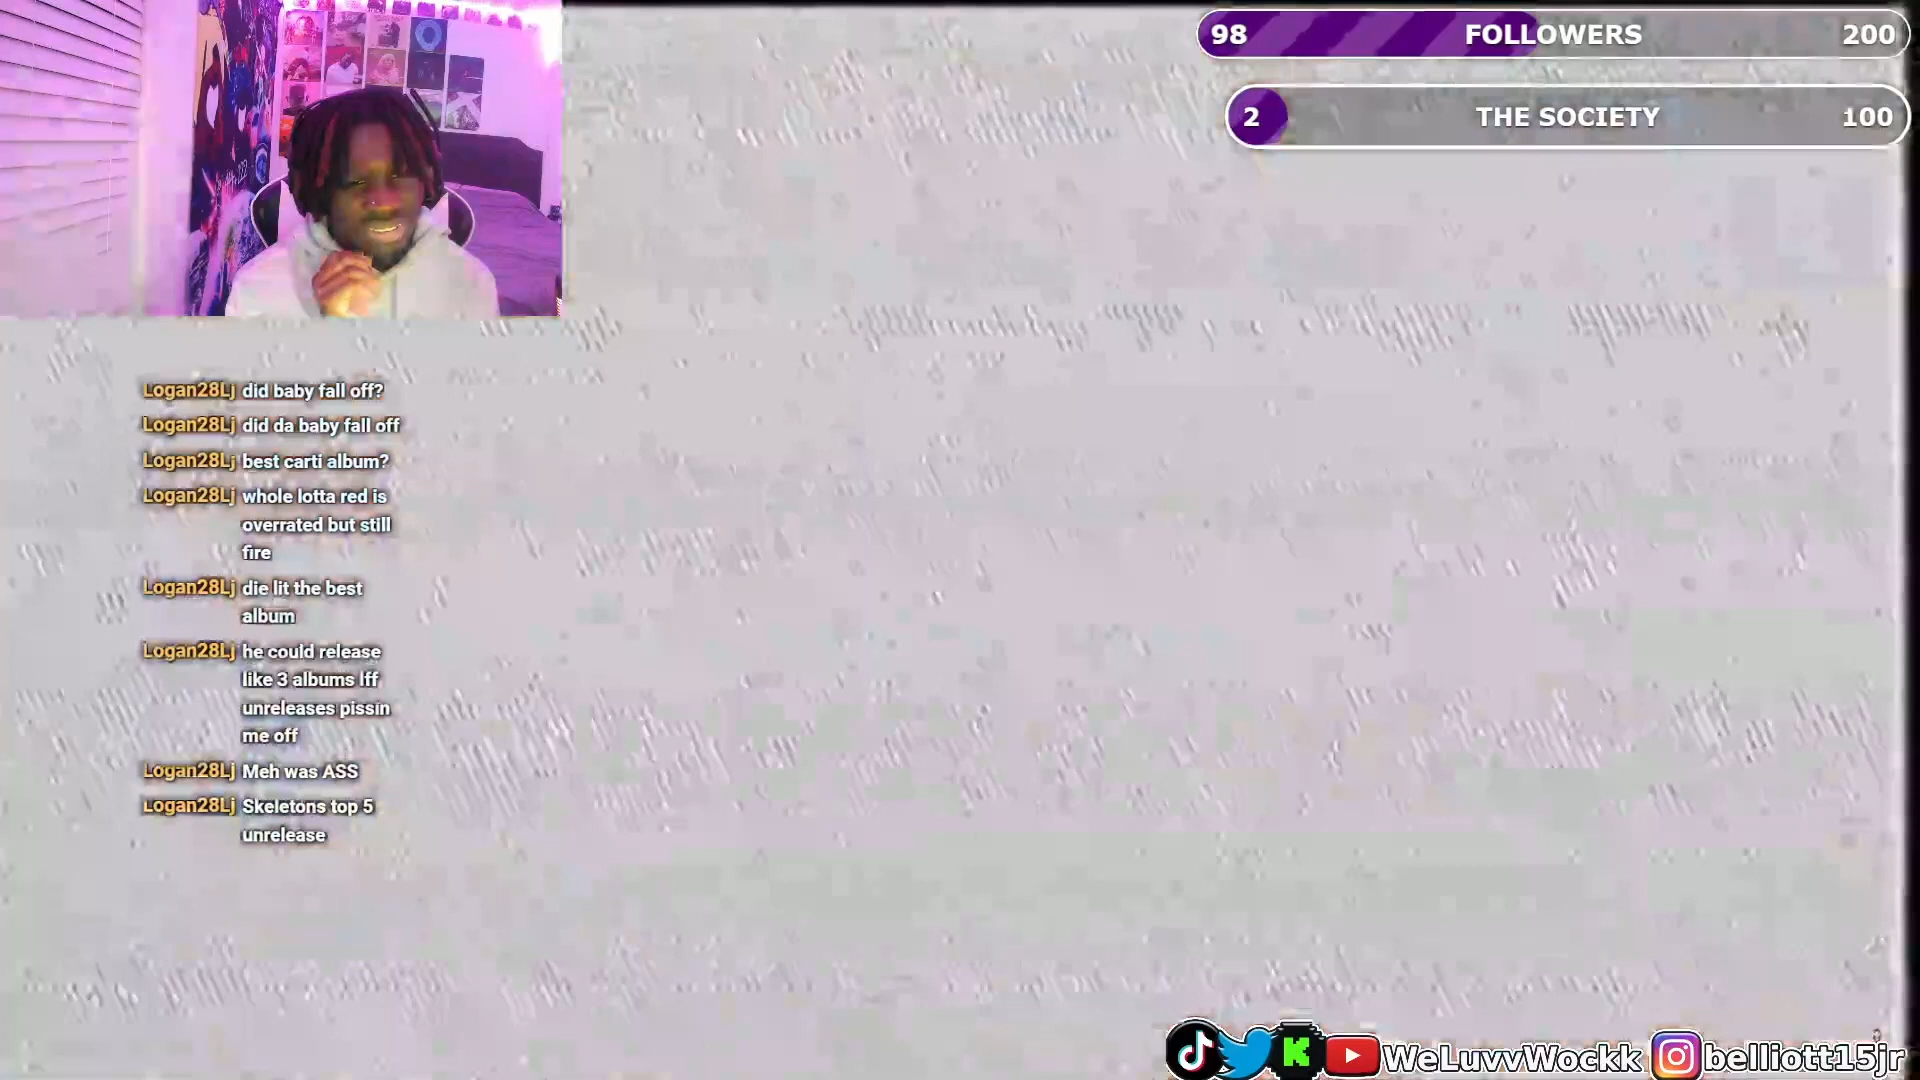 98 FOLLOWERS 200
2 THE SOCIETY 100
Logan28Lj did baby fall off?
Logan28Lj did da baby fall off
Logan28Lj best carti album?
Logan28Lj whole lotta red is
overrated but still
fire
Logan28Lj die lit the best
album
Logan28Lj he could release
like 3 albums lff
unreleases pissin
me off
Logan28Lj Meh was ASS
Logan28Lj Skeletons top 5
unrelease
K WeLuvvWockk belliott15jr